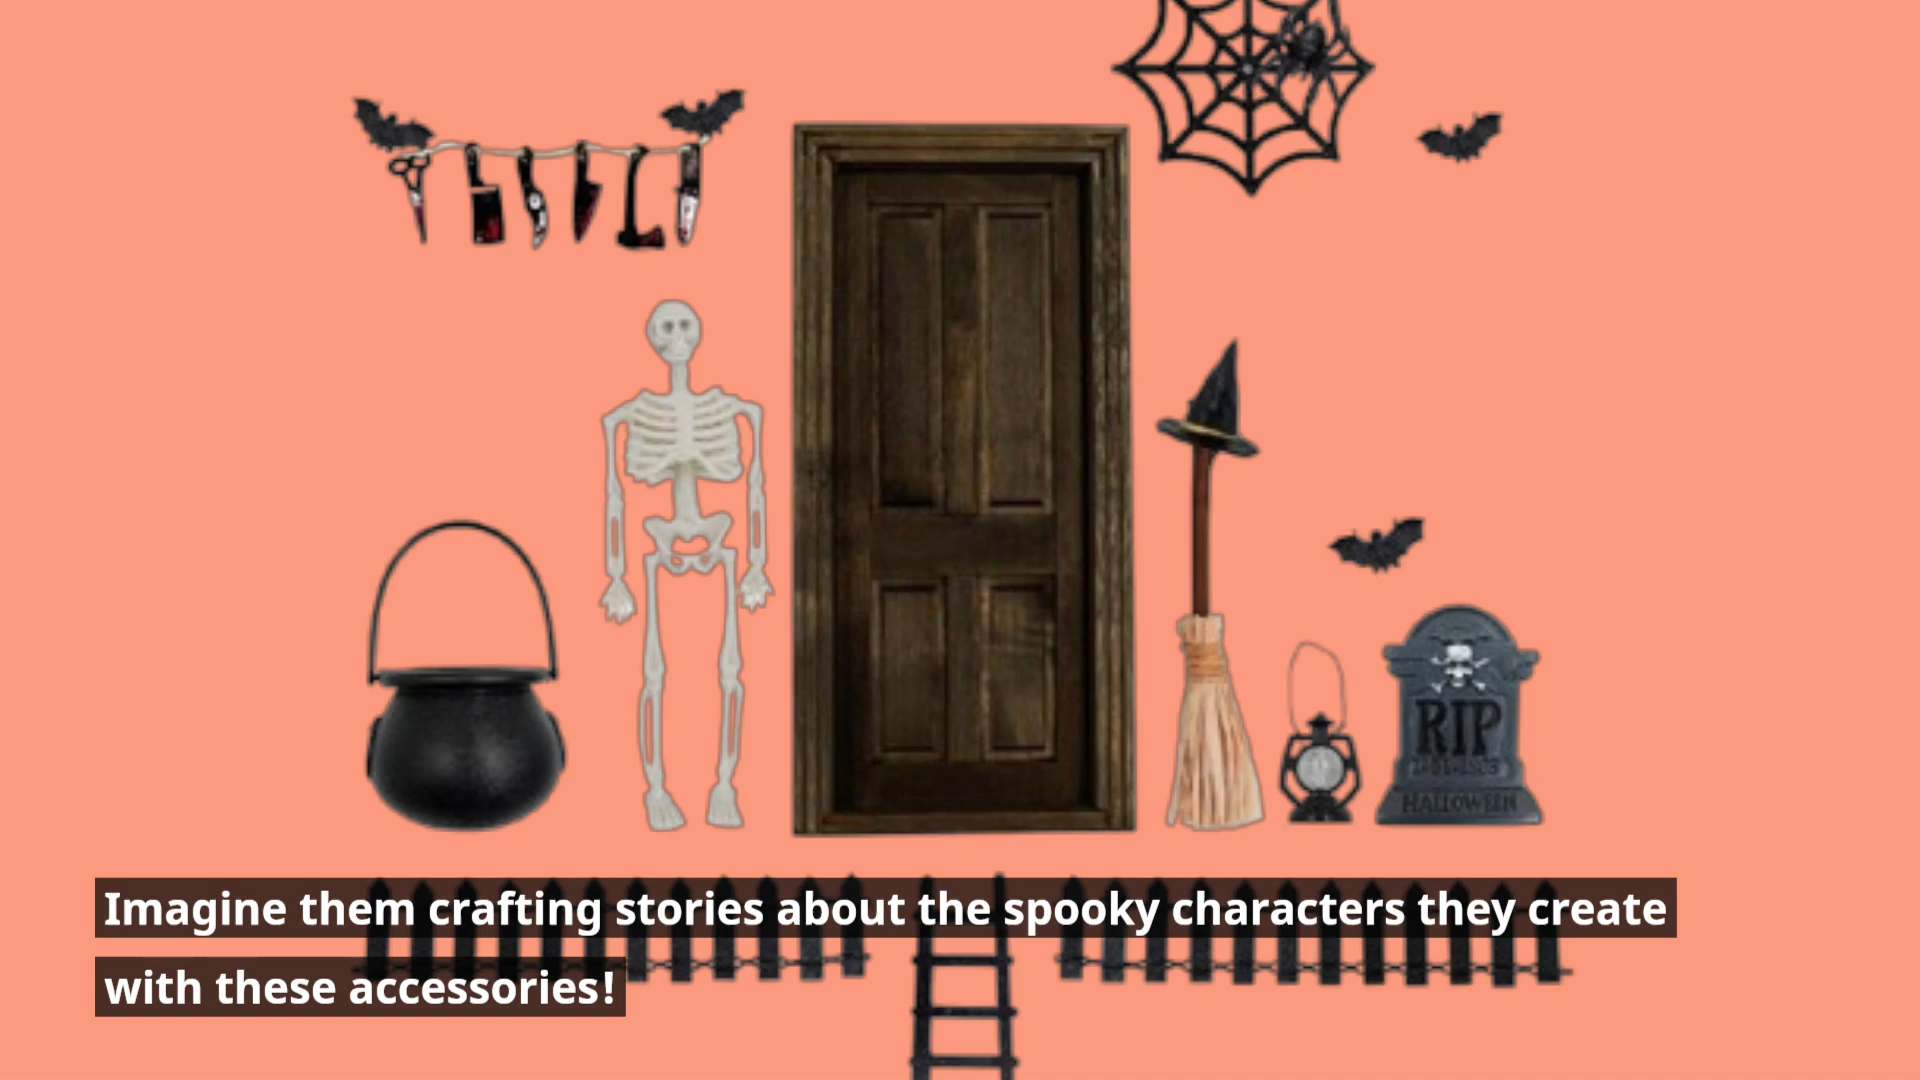 RIP
HALLOWEEN
Imagine them crafting stories about the spooky characters they create
with these accessories!